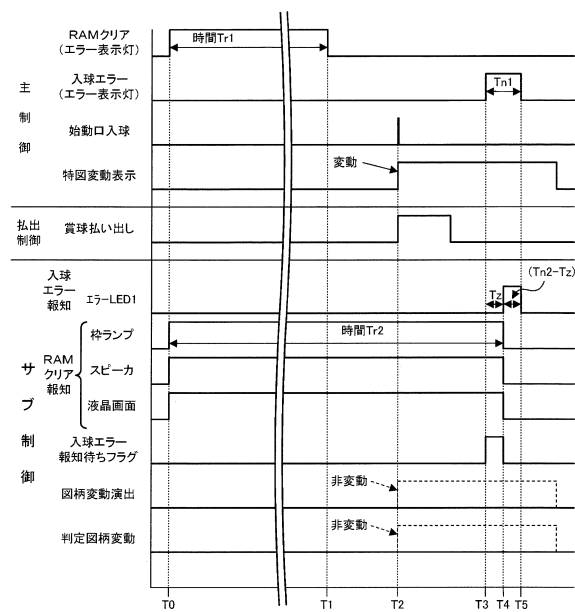 RAMクリア
(エラー表示灯)
時間Tr1
主制御
入球エラー
(エラー表示灯)
Tn1
始動口入球
特図変動表示
変動
払出
制御
賞球払い出し
入球
エラー
報知
エラーLED1
Tz
(Tn2-Tz)
サブ制御
RAM
クリア
報知
枠ランプ
時間Tr2
スピーカ
液晶画面
入球エラー
報知待ちフラグ
図柄変動演出
非変動
判定図柄変動
非変動
T0 T1 T2 T3 T4 T5